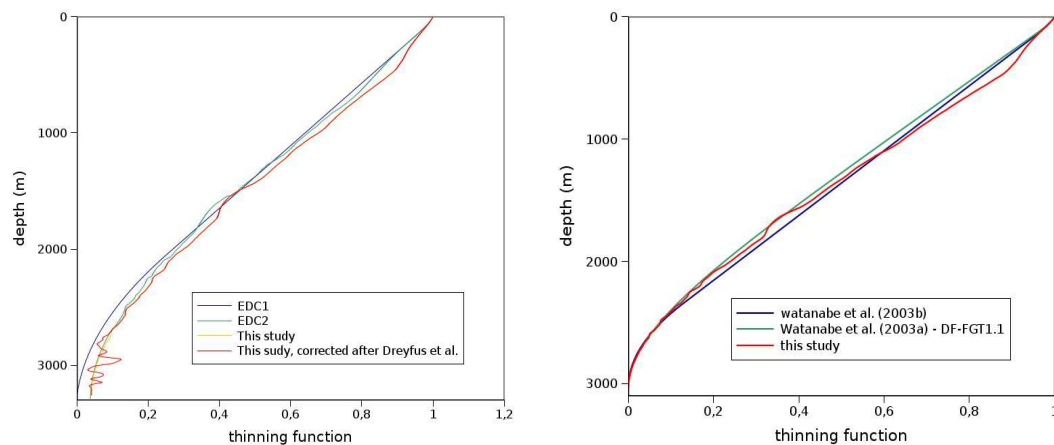 0
1000
2000
3000
depth (m)
0
0,2
0,4
0,6
0,8
1
1,2
thinning function
EDC1
EDC2
This study
This sudy, corrected after Dreyfus et al.
0
1000
2000
3000
depth (m)
0
0,2
0,4
0,6
0,8
1
thinning function
watanabe et al. (2003b)
Watanabe et al. (2003a) - DF-FGT1.1
this study